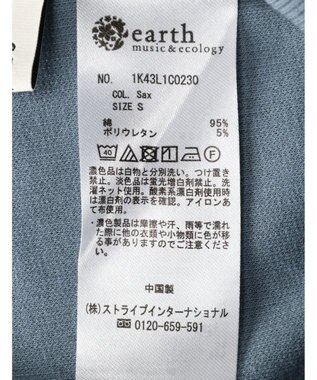 earth
music&ecology
NO. 1K43L1C0230
COL. Sax
SIZE S
綿 95%
ポリウレタン 5%
40
F
濃色品は白物と分別洗い。つけ置き
禁止。淡色品は蛍光増白剤禁止。洗
濯ネット使用。酸素系漂白剤使用時
は漂白剤の表示を確認。アイロンあ
て布使用。
・濃色製品は摩擦や汗、雨等で濡れ
た際に他の衣類や小物類に色が移
る事がありますのでご注意くださ
い。
中国製
(株)ストライプインターナショナル
0120-659-591